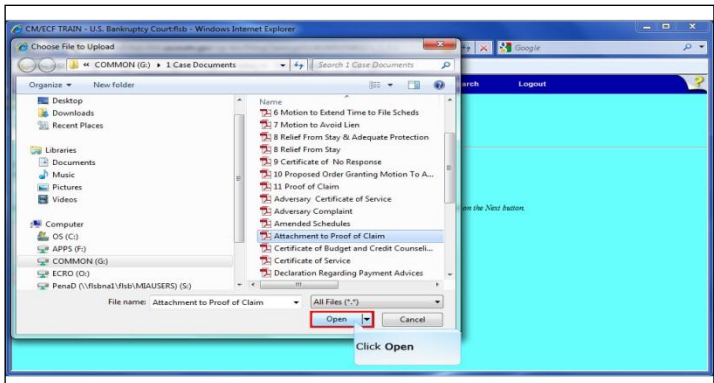 CM/ECF TRAIN - U.S. Bankruptcy Court:flsb - Windows Internet Explorer
Choose File to Upload
Google
« COMMON (G:) ▸ 1 Case Documents
Search 1 Case Documents
Organize ▾ New folder
arch Logout
Desktop
Downloads
Recent Places
Libraries
Documents
Music
Pictures
Videos
Computer
OS (C:)
APPS (F:)
COMMON (G:)
ECRO (O:)
PenaD (\\flsbna1\flsb\MIAUSERS) (S:)
Name
6 Motion to Extend Time to File Scheds
7 Motion to Avoid Lien
8 Relief From Stay & Adequate Protection
8 Relief From Stay
9 Certificate of No Response
10 Proposed Order Granting Motion To A...
11 Proof of Claim
Adversary Certificate of Service
Adversary Complaint
Amended Schedules
Attachment to Proof of Claim
Certificate of Budget and Credit Counseli...
Certificate of Service
Declaration Regarding Payment Advices
on the Next button.
File name: Attachment to Proof of Claim
All Files (*.*)
Open Cancel
Click Open